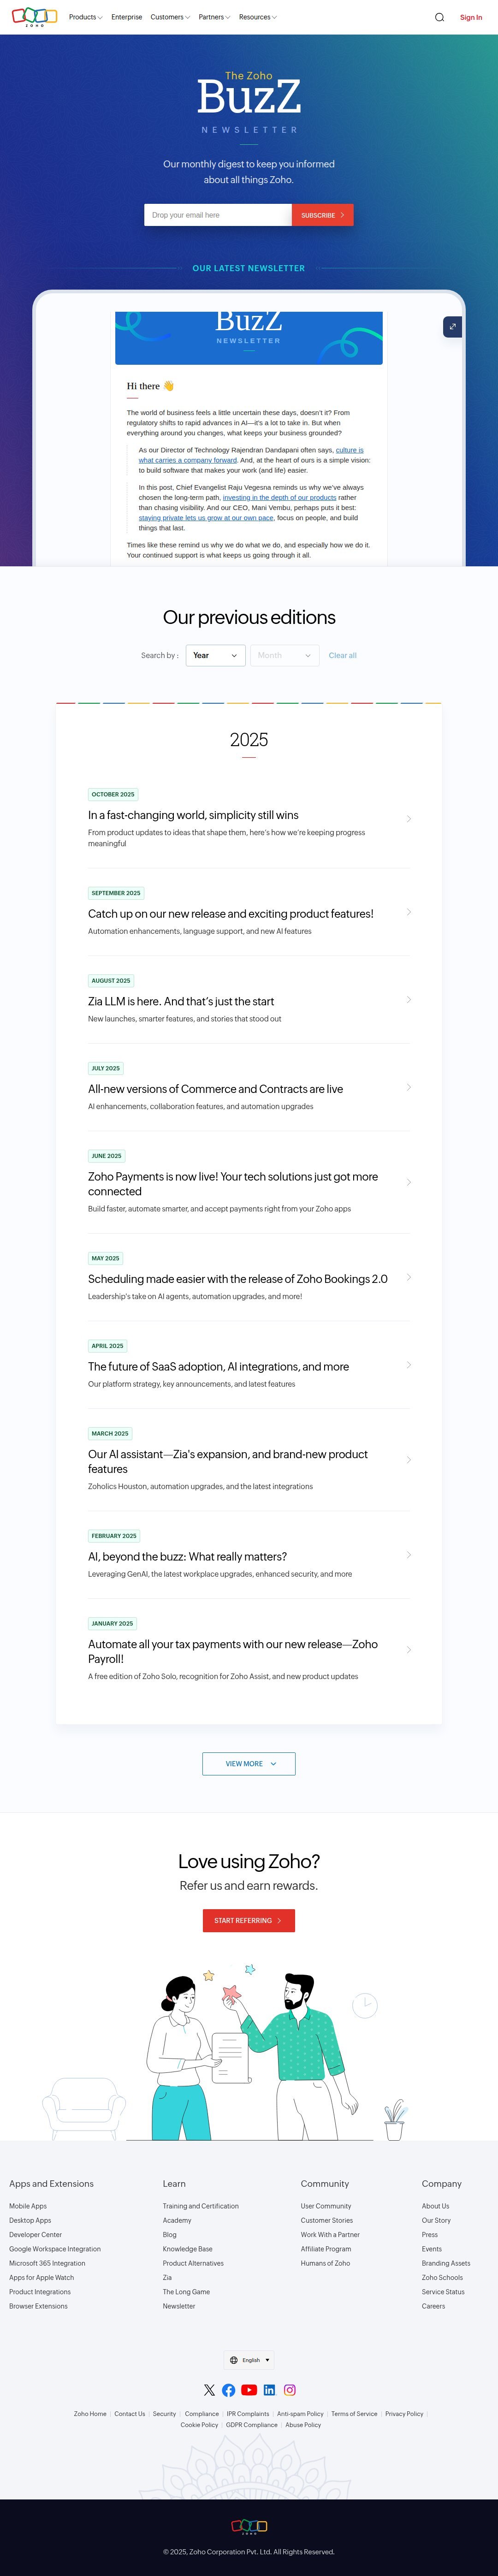 ZOHO
Products
Enterprise
Customers
Partners
Resources
Sign In
The Zoho
BuzZ
NEWSLETTER
Our monthly digest to keep you informed
about all things Zoho.
Drop your email here
SUBSCRIBE
OUR LATEST NEWSLETTER
BuzZ
NEWSLETTER
Hi there 👋
The world of business feels a little uncertain these days, doesn’t it? From
regulatory shifts to rapid advances in AI—it's a lot to take in. But when
everything around you changes, what keeps your business grounded?
As our Director of Technology Rajendran Dandapani often says, culture is
what carries a company forward. And, at the heart of ours is a simple vision:
to build software that makes your work (and life) easier.
In this post, Chief Evangelist Raju Vegesna reminds us why we've always
chosen the long-term path, investing in the depth of our products rather
than chasing visibility. And our CEO, Mani Vembu, perhaps puts it best:
staying private lets us grow at our own pace, focus on people, and build
things that last.
Times like these remind us why we do what we do, and especially how we do it.
Your continued support is what keeps us going through it all.
Our previous editions
Search by :
Year
Month
Clear all
2025
OCTOBER 2025
In a fast-changing world, simplicity still wins
From product updates to ideas that shape them, here's how we're keeping progress
meaningful
SEPTEMBER 2025
Catch up on our new release and exciting product features!
Automation enhancements, language support, and new AI features
AUGUST 2025
Zia LLM is here. And that’s just the start
New launches, smarter features, and stories that stood out
JULY 2025
All-new versions of Commerce and Contracts are live
AI enhancements, collaboration features, and automation upgrades
JUNE 2025
Zoho Payments is now live! Your tech solutions just got more
connected
Build faster, automate smarter, and accept payments right from your Zoho apps
MAY 2025
Scheduling made easier with the release of Zoho Bookings 2.0
Leadership's take on AI agents, automation upgrades, and more!
APRIL 2025
The future of SaaS adoption, AI integrations, and more
Our platform strategy, key announcements, and latest features
MARCH 2025
Our AI assistant—Zia's expansion, and brand-new product
features
Zoholics Houston, automation upgrades, and the latest integrations
FEBRUARY 2025
AI, beyond the buzz: What really matters?
Leveraging GenAI, the latest workplace upgrades, enhanced security, and more
JANUARY 2025
Automate all your tax payments with our new release—Zoho
Payroll!
A free edition of Zoho Solo, recognition for Zoho Assist, and new product updates
VIEW MORE
Love using Zoho?
Refer us and earn rewards.
START REFERRING
Apps and Extensions
Mobile Apps
Desktop Apps
Developer Center
Google Workspace Integration
Microsoft 365 Integration
Apps for Apple Watch
Product Integrations
Browser Extensions
Learn
Training and Certification
Academy
Blog
Knowledge Base
Product Alternatives
Zia
The Long Game
Newsletter
Community
User Community
Customer Stories
Work With a Partner
Affiliate Program
Humans of Zoho
Company
About Us
Our Story
Press
Events
Branding Assets
Zoho Schools
Service Status
Careers
English
Zoho Home | Contact Us | Security | Compliance | IPR Complaints | Anti-spam Policy | Terms of Service | Privacy Policy |
Cookie Policy | GDPR Compliance | Abuse Policy
ZOHO
© 2025, Zoho Corporation Pvt. Ltd. All Rights Reserved.